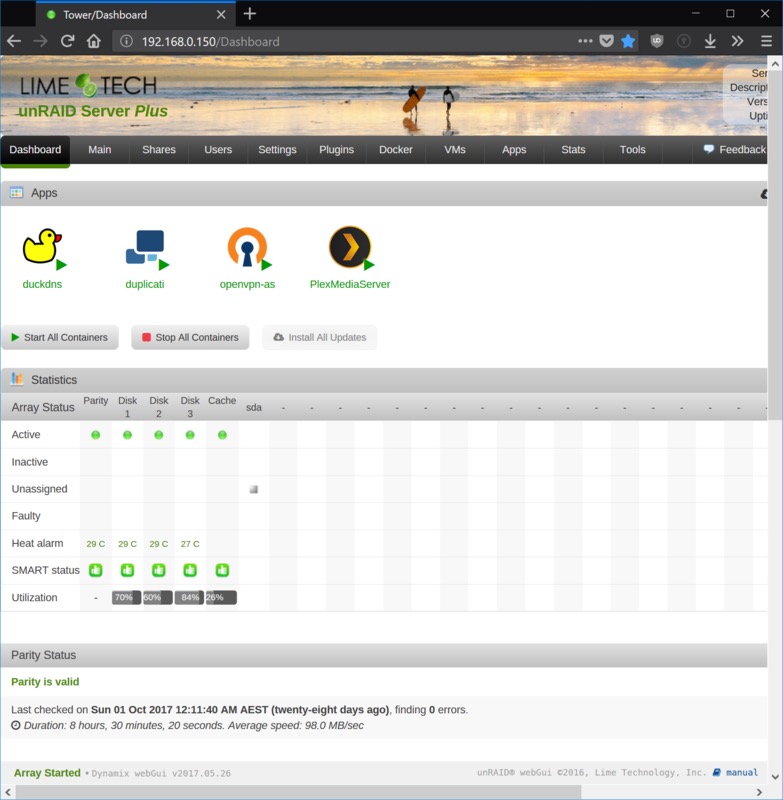 Tower/Dashboard
192.168.0.150/Dashboard
LIME TECH
unRAID Server Plus
Ser
Descript
Vers
Upti
Dashboard Main Shares Users Settings Plugins Docker VMs Apps Stats Tools Feedback
Apps
duckdns duplicati openvpn-as PlexMediaServer
Start All Containers Stop All Containers Install All Updates
Statistics
Array Status Parity Disk 1 Disk 2 Disk 3 Cache sda - - - - - - - - - - - - - - - - - -
Active
Inactive
Unassigned
Faulty
Heat alarm 29 C 29 C 29 C 27 C
SMART status
Utilization - 70% 60% 84% 26%
Parity Status
Parity is valid
Last checked on Sun 01 Oct 2017 12:11:40 AM AEST (twenty-eight days ago), finding 0 errors.
Duration: 8 hours, 30 minutes, 20 seconds. Average speed: 98.0 MB/sec
Array Started • Dynamix webGui v2017.05.26 unRAID® webGui ©2016, Lime Technology, Inc. manual